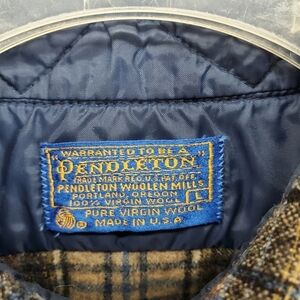 "WARRANTED TO BE A
PENDLETON"
TRADE MARK REG. U.S. PAT. OFF.
PENDLETON WOOLEN MILLS
PORTLAND, OREGON
100% VIRGIN WOOL L
PURE VIRGIN WOOL
MADE IN U.S.A.